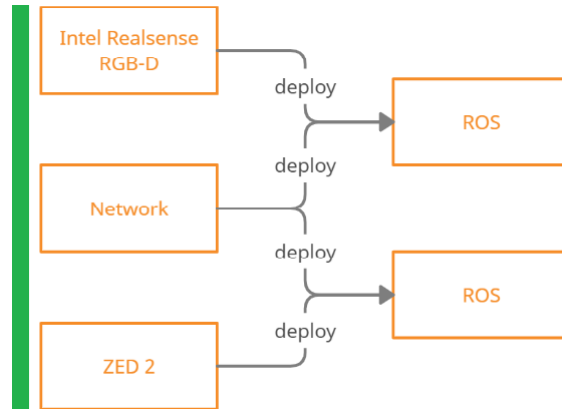 Intel Realsense
RGB-D
deploy
ROS
deploy
Network
deploy
ROS
deploy
ZED 2